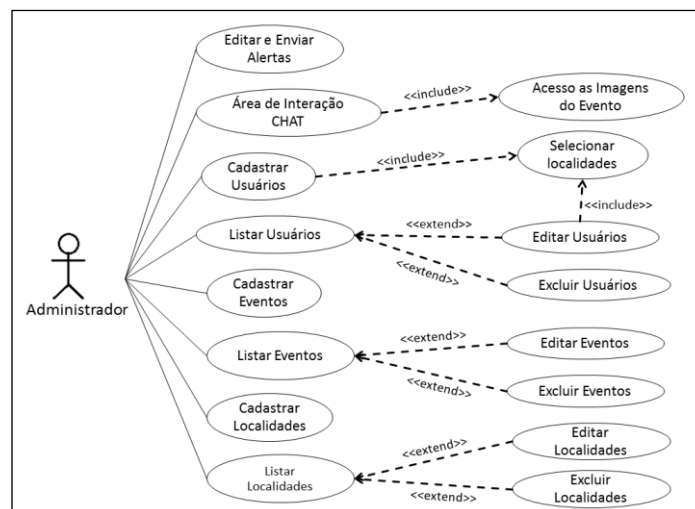 Editar e Enviar
Alertas
Área de Interação
CHAT
<<include>>
Acesso as Imagens
do Evento
Cadastrar
Usuários
<<include>>
Selecionar
localidades
<<include>>
Listar Usuários
<<extend>>
Editar Usuários
<<extend>>
Excluir Usuários
Administrador
Cadastrar
Eventos
Listar Eventos
<<extend>>
Editar Eventos
<<extend>>
Excluir Eventos
Cadastrar
Localidades
Listar
Localidades
<<extend>>
Editar
Localidades
<<extend>>
Excluir
Localidades